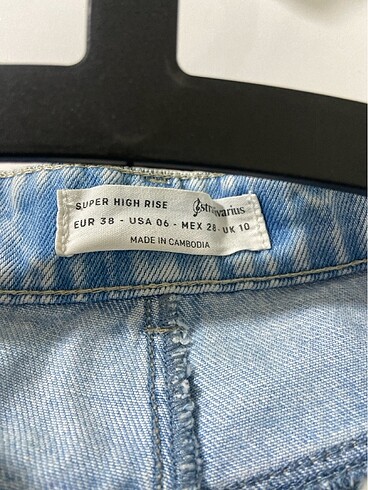 SUPER HIGH RISE
stradivarius
EUR 38 - USA 06 - MEX 28 - UK 10
MADE IN CAMBODIA